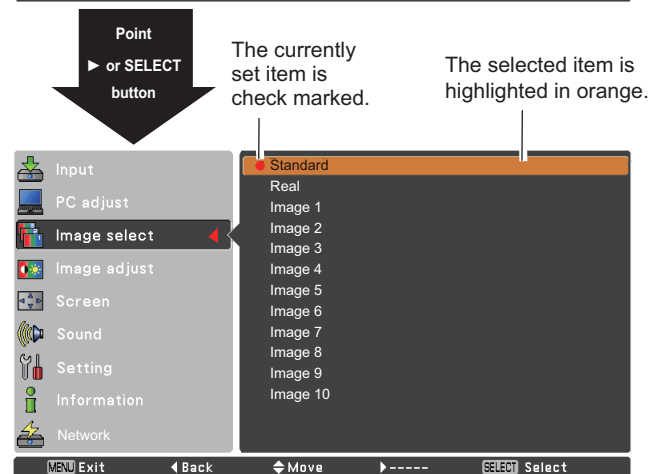 Point
► or SELECT
button
The currently
set item is
check marked.
The selected item is
highlighted in orange.
Input
PC adjust
Image select
Image adjust
Screen
Sound
Setting
Information
Network
Standard
Real
Image 1
Image 2
Image 3
Image 4
Image 5
Image 6
Image 7
Image 8
Image 9
Image 10
MENU Exit ◄Back Move ►----- SELECT Select